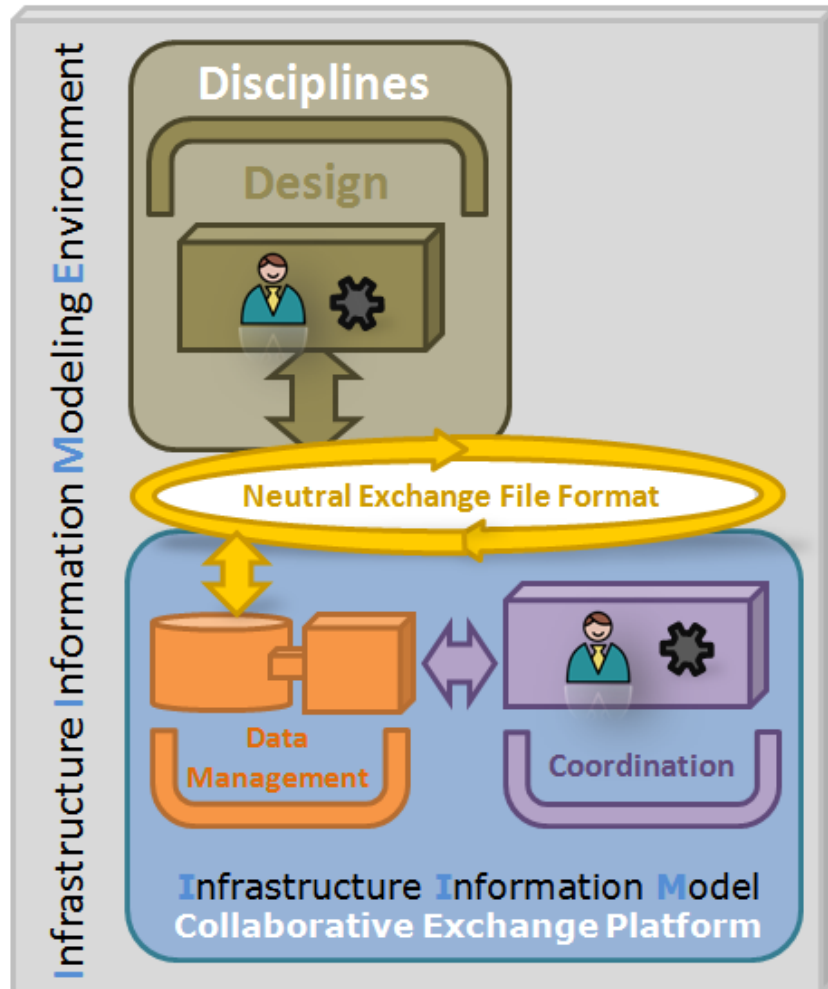 Infrastructure Information Modeling Environment
Disciplines
Design
Neutral Exchange File Format
Data
Management
Coordination
Infrastructure Information Model
Collaborative Exchange Platform